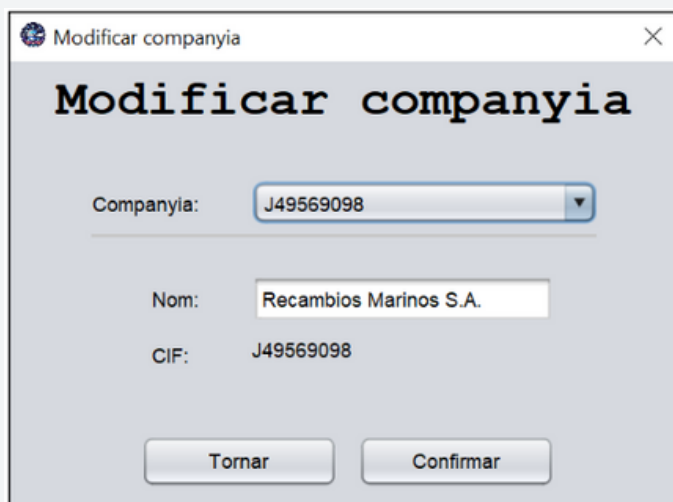 Modificar companyia
Modificar companyia
Companyia: J49569098
Nom: Recambios Marinos S.A.
CIF: J49569098
Tornar Confirmar